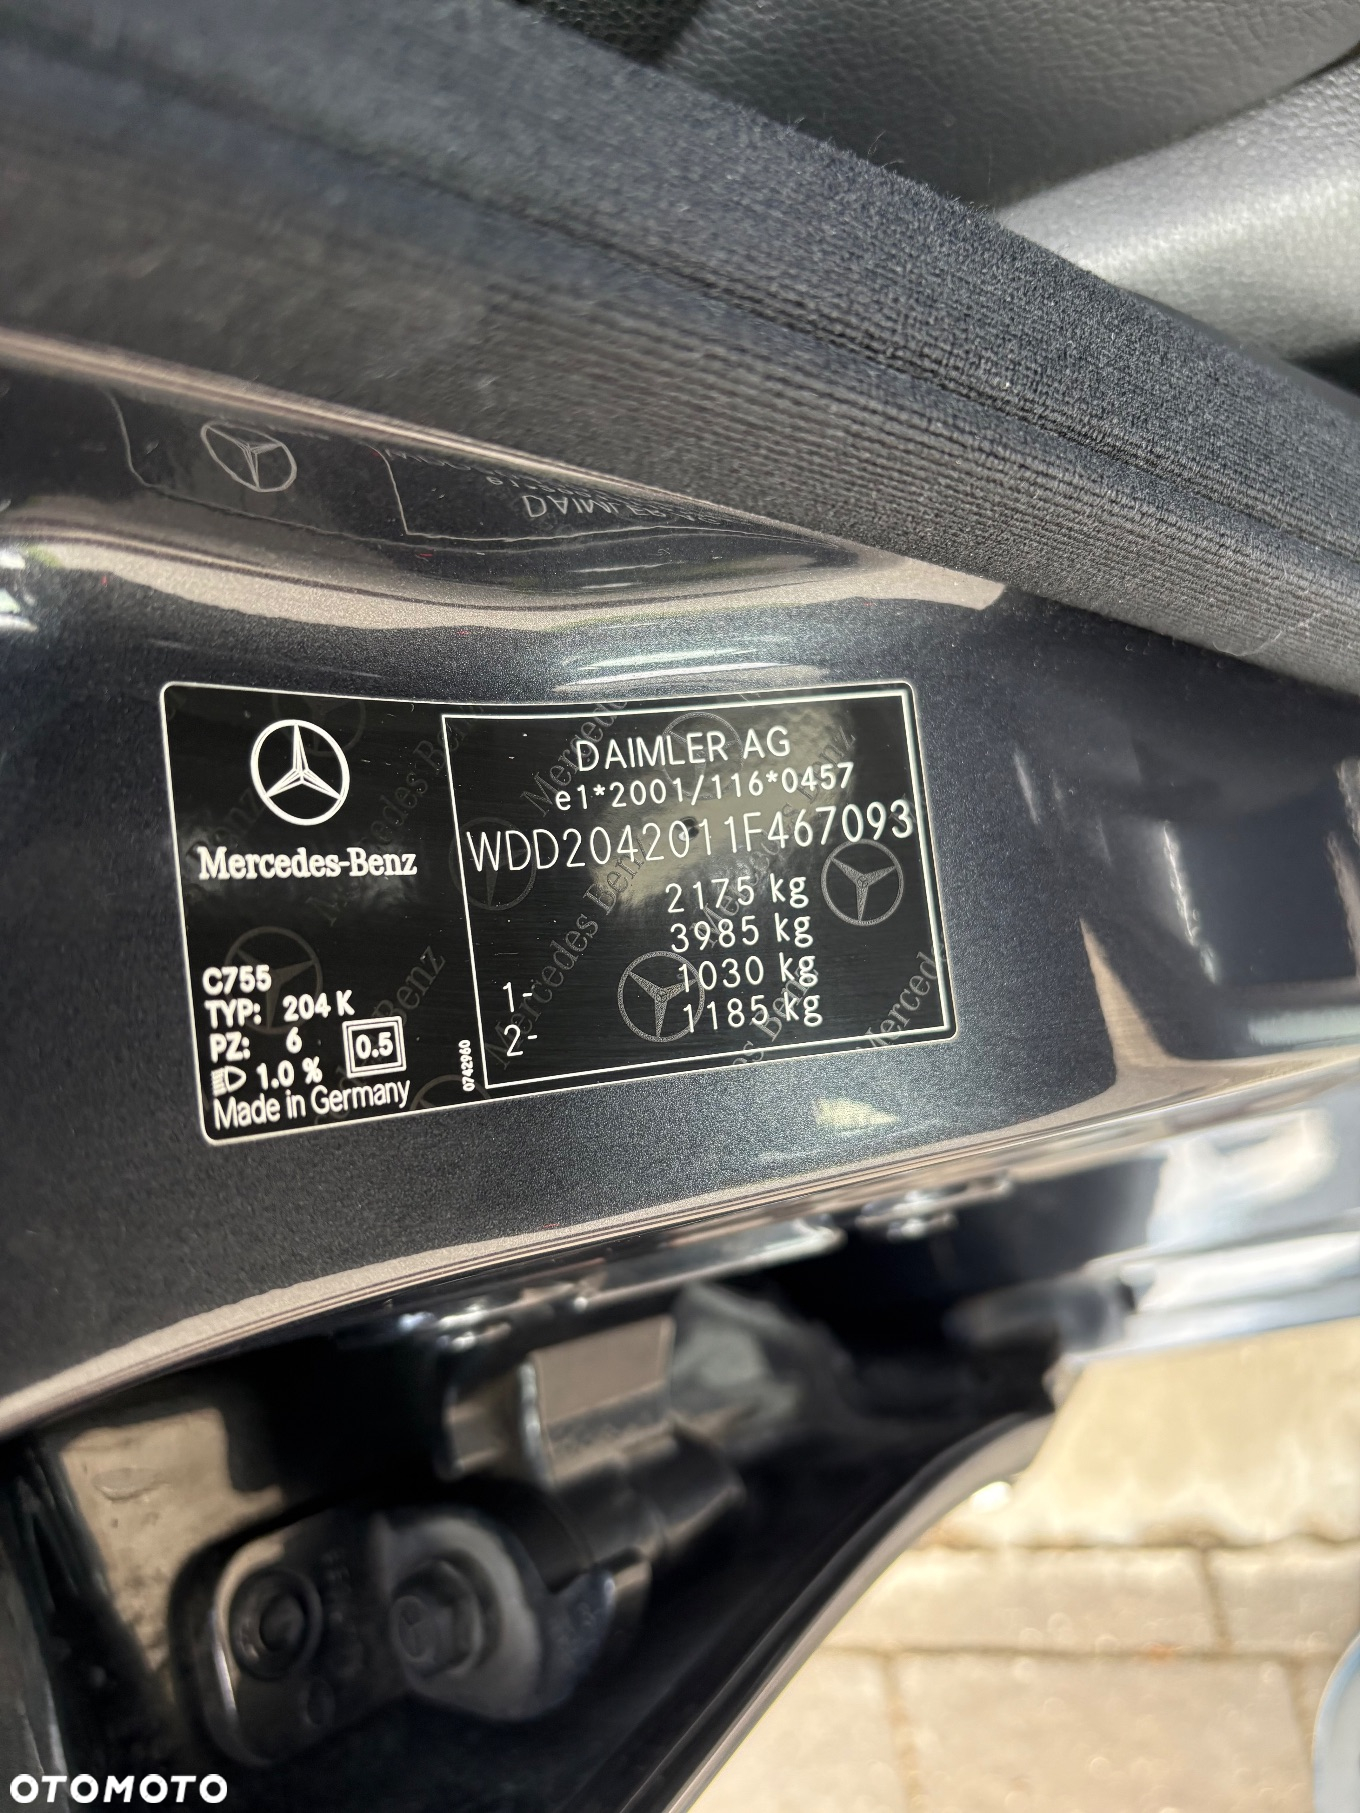 Mercedes-Benz
C755
TYP: 204 K
PZ: 6
0.5
1.0 %
Made in Germany
0742960
DAIMLER AG
e1*2001/116*0457
WDD2042011F467093
2175 kg
3985 kg
1- 1030 kg
2- 1185 kg
OTOMOTO